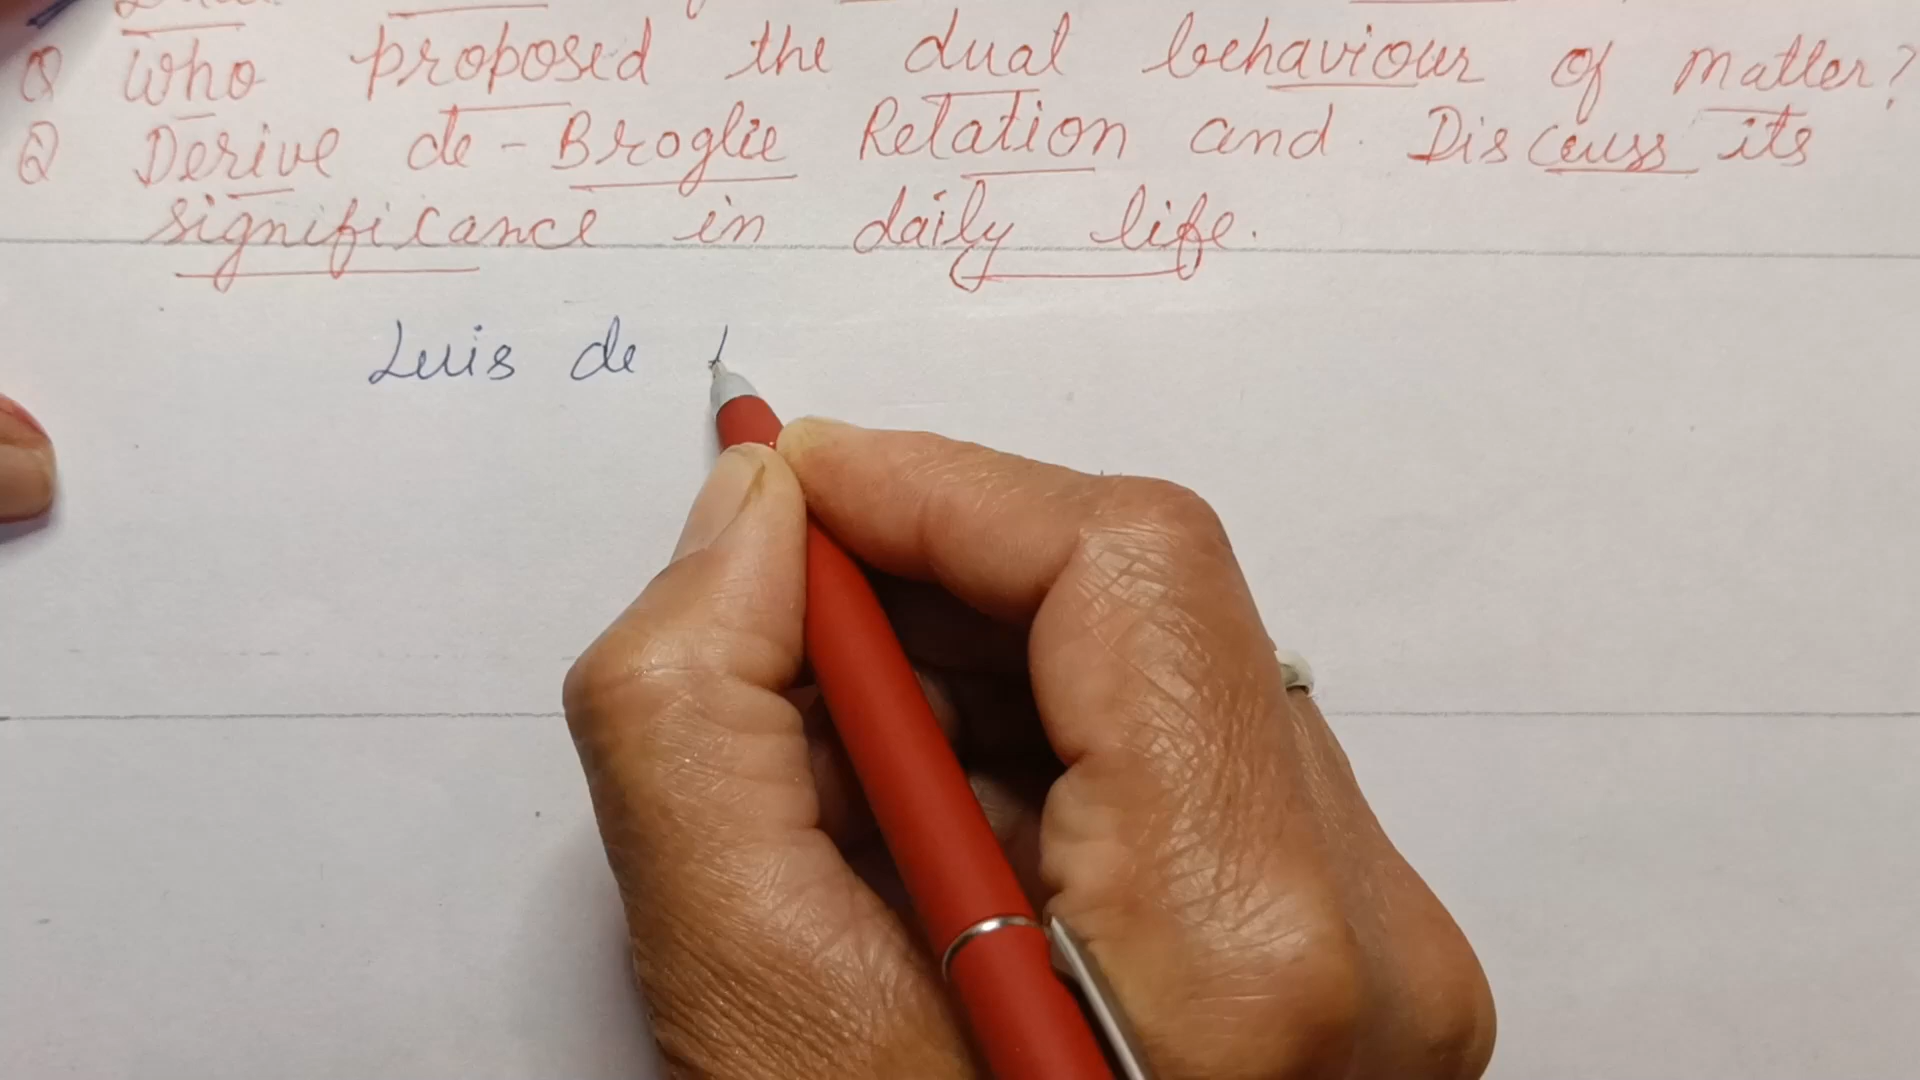 Q Who proposed the dual behaviour of matter?
Q Derive de-Broglie Relation and Discuss its
significance in daily life.
Luis de